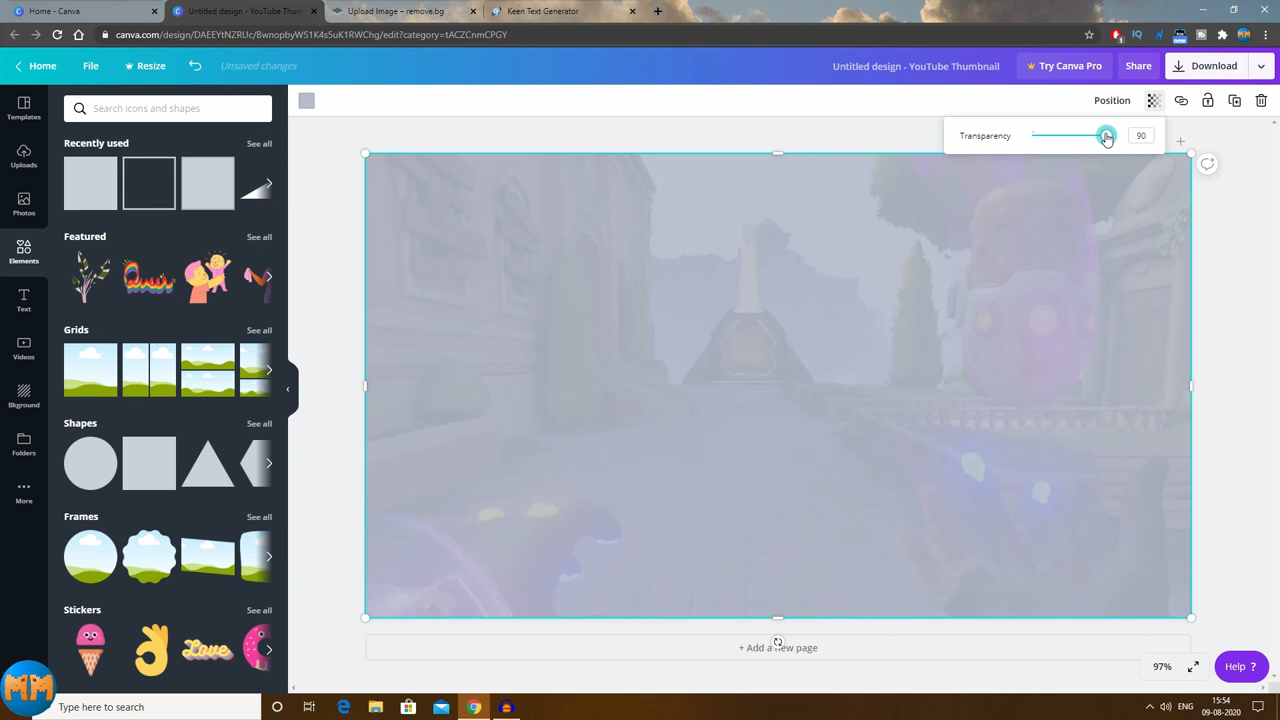 Home - Canva
Untitled design - YouTube Thumbnail
Upload Image – remove.bg
Keen Text Generator
canva.com/design/DAEEYtNZRUc/BwnopbyWS1K4s5uK1RWChg/edit?category=tACZCnmCPGY
Home
File
Resize
Unsaved changes
Untitled design - YouTube Thumbnail
Try Canva Pro
Share
Download
Templates
Uploads
Photos
Elements
Text
Videos
Bkground
Folders
More
Search icons and shapes
Recently used See all
Featured See all
Grids See all
Shapes See all
Frames See all
Stickers See all
Love
Position
Transparency 90
+ Add a new page
97%
Help ?
MM
Type here to search
ENG
15:54
09-08-2020